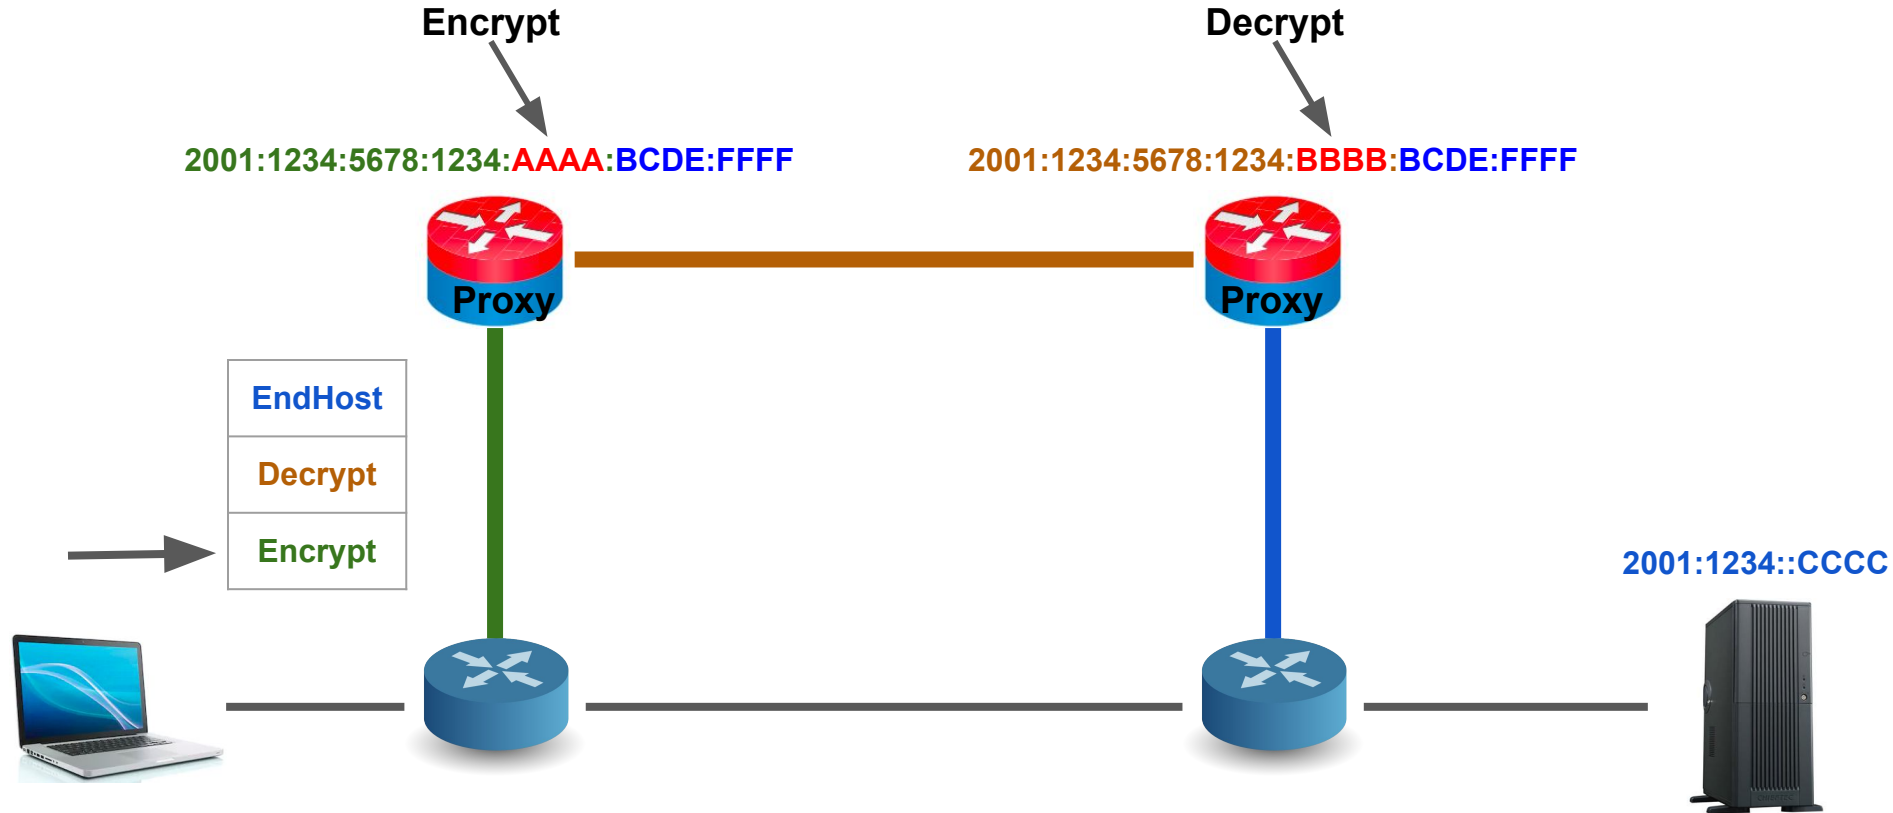 Encrypt
Decrypt
2001:1234:5678:1234:AAAA:BCDE:FFFF
2001:1234:5678:1234:BBBB:BCDE:FFFF
Proxy
Proxy
EndHost
Decrypt
Encrypt
2001:1234::CCCC